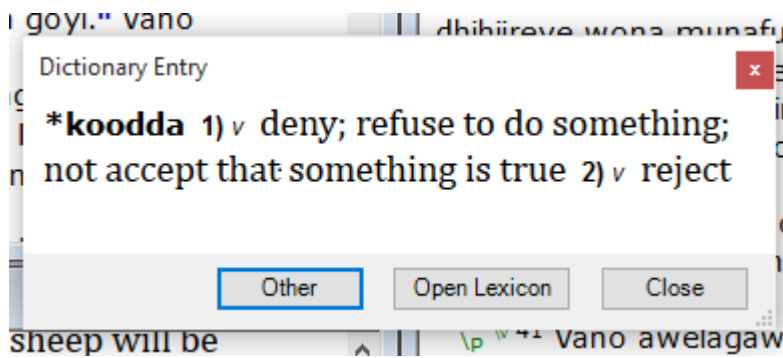 goyi." Vano
dhihiireve wona munafu
Dictionary Entry
x
*koodda 1) v deny; refuse to do something;
not accept that something is true 2) v reject
Other Open Lexicon Close
sheep will be
\p \v 41 Vano awelagaw